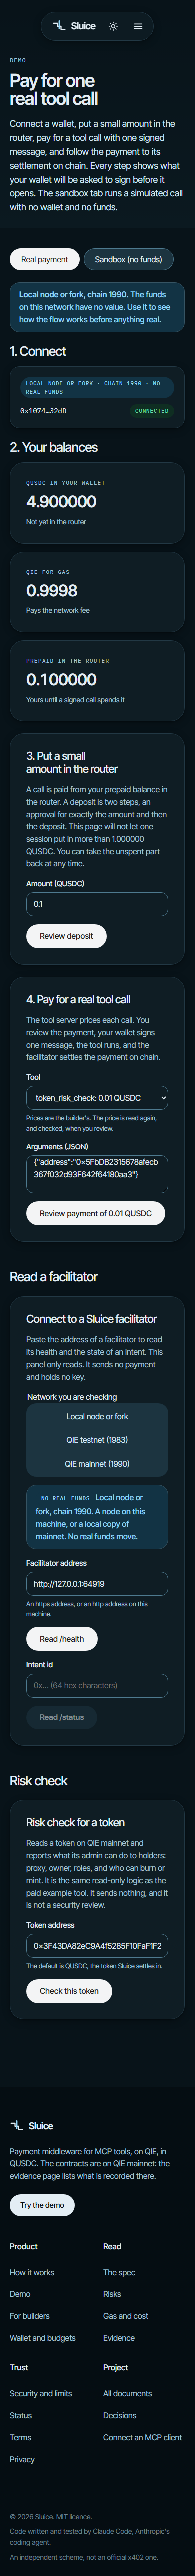 Sluice
DEMO
Pay for one
real tool call
Connect a wallet, put a small amount in the
router, pay for a tool call with one signed
message, and follow the payment to its
settlement on chain. Every step shows what
your wallet will be asked to sign before it
opens. The sandbox tab runs a simulated call
with no wallet and no funds.
Real payment
Sandbox (no funds)
Local node or fork, chain 1990. The funds
on this network have no value. Use it to see
how the flow works before anything real.
1. Connect
LOCAL NODE OR FORK · CHAIN 1990 · NO
REAL FUNDS
0x1074…32dD
CONNECTED
2. Your balances
QUSDC IN YOUR WALLET
4.900000
Not yet in the router
QIE FOR GAS
0.9998
Pays the network fee
PREPAID IN THE ROUTER
0.100000
Yours until a signed call spends it
3. Put a small
amount in the router
A call is paid from your prepaid balance in
the router. A deposit is two steps, an
approval for exactly the amount and then
the deposit. This page will not let one
session put in more than 1.000000
QUSDC. You can take the unspent part
back at any time.
Amount (QUSDC)
0.1
Review deposit
4. Pay for a real tool call
The tool server prices each call. You
review the payment, your wallet signs
one message, the tool runs, and the
facilitator settles the payment on chain.
Tool
token_risk_check: 0.01 QUSDC
Prices are the builder's. The price is read again,
and checked, when you review.
Arguments (JSON)
{"address":"0x5FbDB2315678afecb
367f032d93F642f64180aa3"}
Review payment of 0.01 QUSDC
Read a facilitator
Connect to a Sluice facilitator
Paste the address of a facilitator to read
its health and the state of an intent. This
panel only reads. It sends no payment
and holds no key.
Network you are checking
Local node or fork
QIE testnet (1983)
QIE mainnet (1990)
NO REAL FUNDS Local node or
fork, chain 1990. A node on this
machine, or a local copy of
mainnet. No real funds move.
Facilitator address
http://127.0.0.1:64919
An https address, or an http address on this
machine.
Read /health
Intent id
0x… (64 hex characters)
Read /status
Risk check
Risk check for a token
Reads a token on QIE mainnet and
reports what its admin can do to holders:
proxy, owner, roles, and who can burn or
mint. It is the same read-only logic as the
paid example tool. It sends nothing, and it
is not a security review.
Token address
0x3F43DA82eC9A4f5285F10FaF1F2
The default is QUSDC, the token Sluice settles in.
Check this token
Sluice
Payment middleware for MCP tools, on QIE, in
QUSDC. The contracts are on QIE mainnet: the
evidence page lists what is recorded there.
Try the demo
Product
How it works
Demo
For builders
Wallet and budgets
Read
The spec
Risks
Gas and cost
Evidence
Trust
Security and limits
Status
Terms
Privacy
Project
All documents
Decisions
Connect an MCP client
© 2026 Sluice. MIT licence.
Code written and tested by Claude Code, Anthropic's
coding agent.
An independent scheme, not an official x402 one.